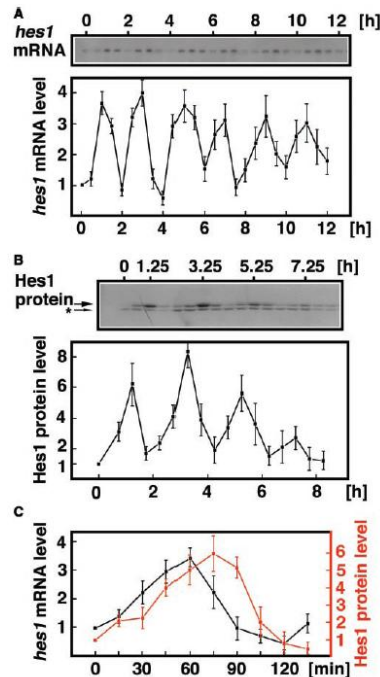 A
hes1
mRNA
0 2 4 6 8 10 12 [h]
hes1 mRNA level
4
3
2
1
0 2 4 6 8 10 12 [h]
B
Hes1
protein
*
0 1.25 3.25 5.25 7.25 [h]
Hes1 protein level
8
6
4
2
1
0 2 4 6 8 [h]
C
hes1 mRNA level
4
3
2
1
Hes1 protein level
6
5
4
3
2
1
0 30 60 90 120 [min]